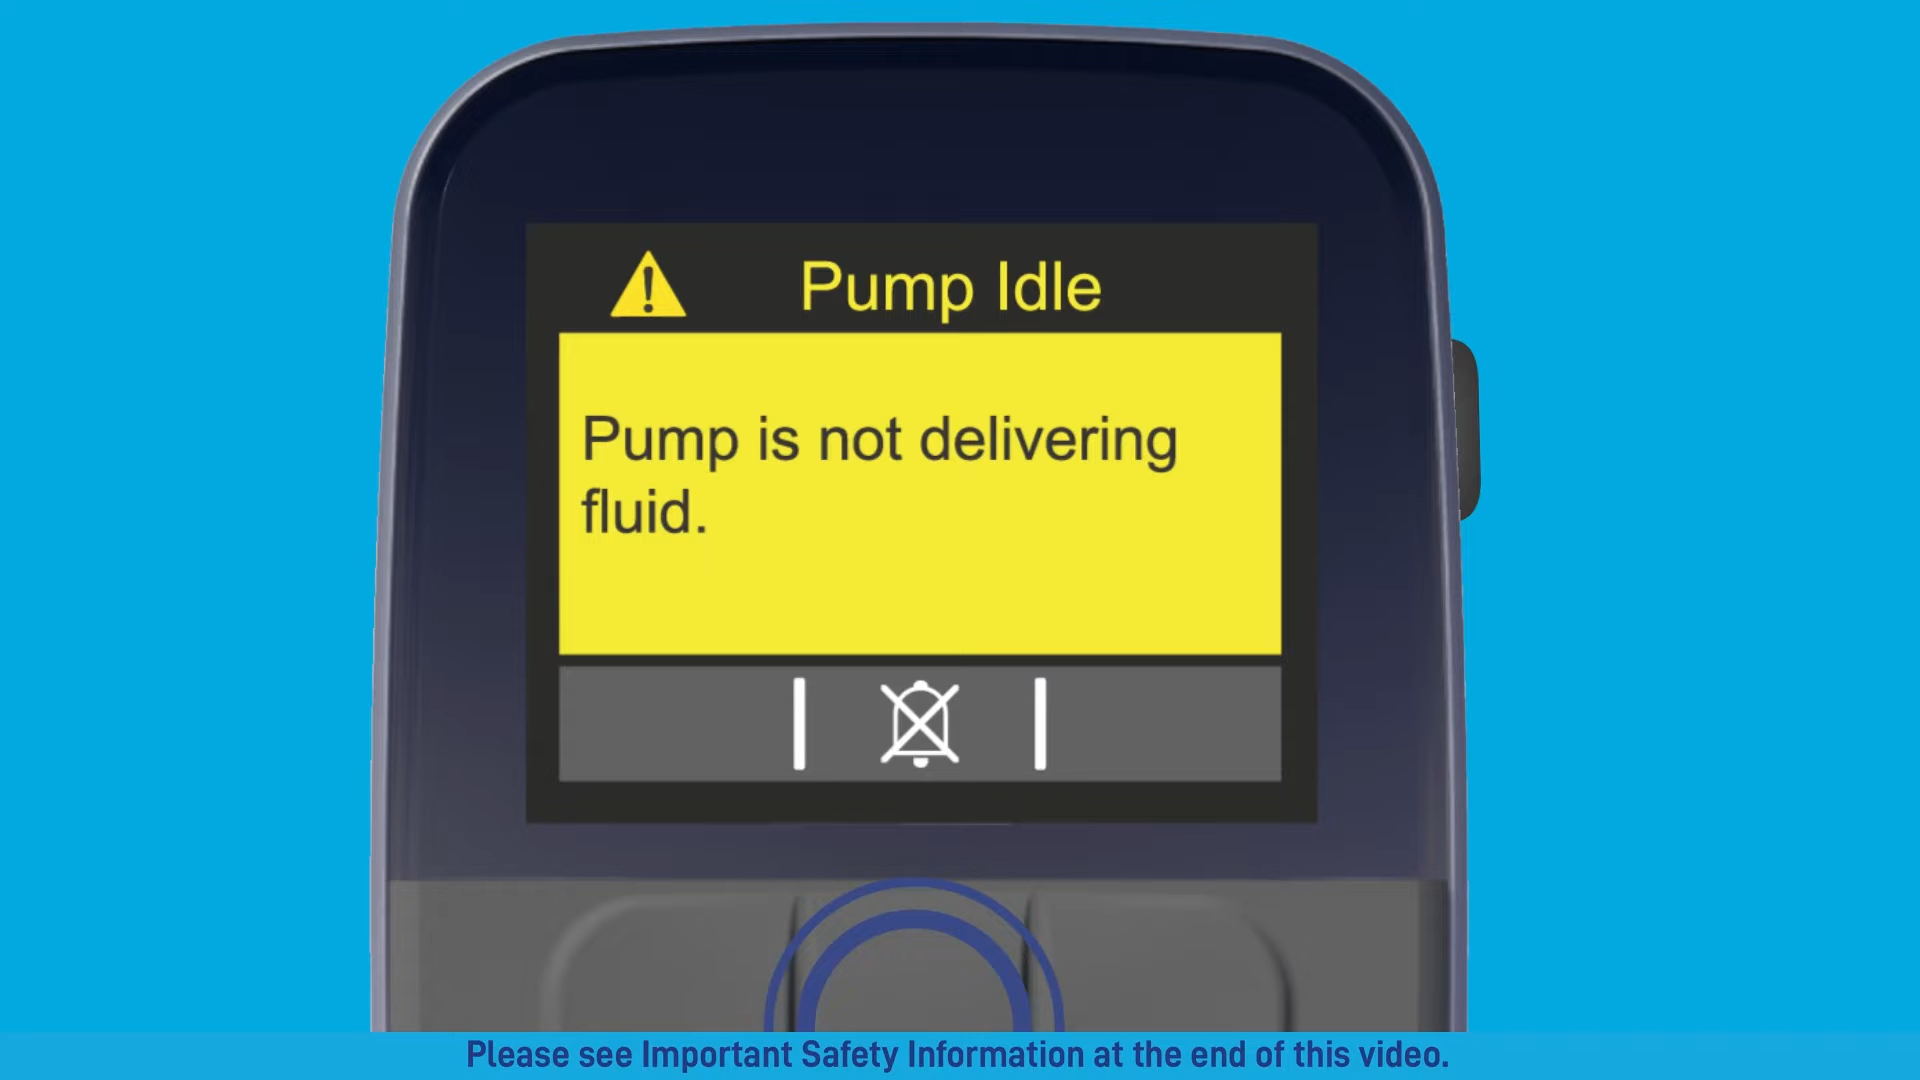 Pump Idle
Pump is not delivering
fluid.
Please see Important Safety Information at the end of this video.